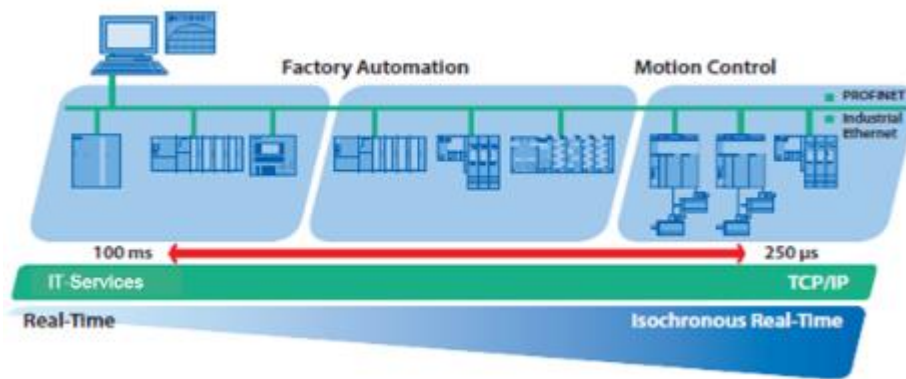 Factory Automation
Motion Control
PROFINET
Industrial
Ethernet
100 ms
250 µs
IT-Services
TCP/IP
Real-Time
Isochronous Real-Time